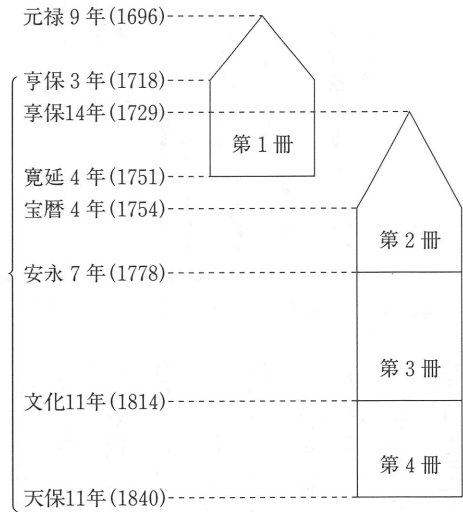 元禄9年(1696)
享保3年(1718)
享保14年(1729)
第1冊
寛延4年(1751)
宝暦4年(1754)
第2冊
安永7年(1778)
第3冊
文化11年(1814)
第4冊
天保11年(1840)